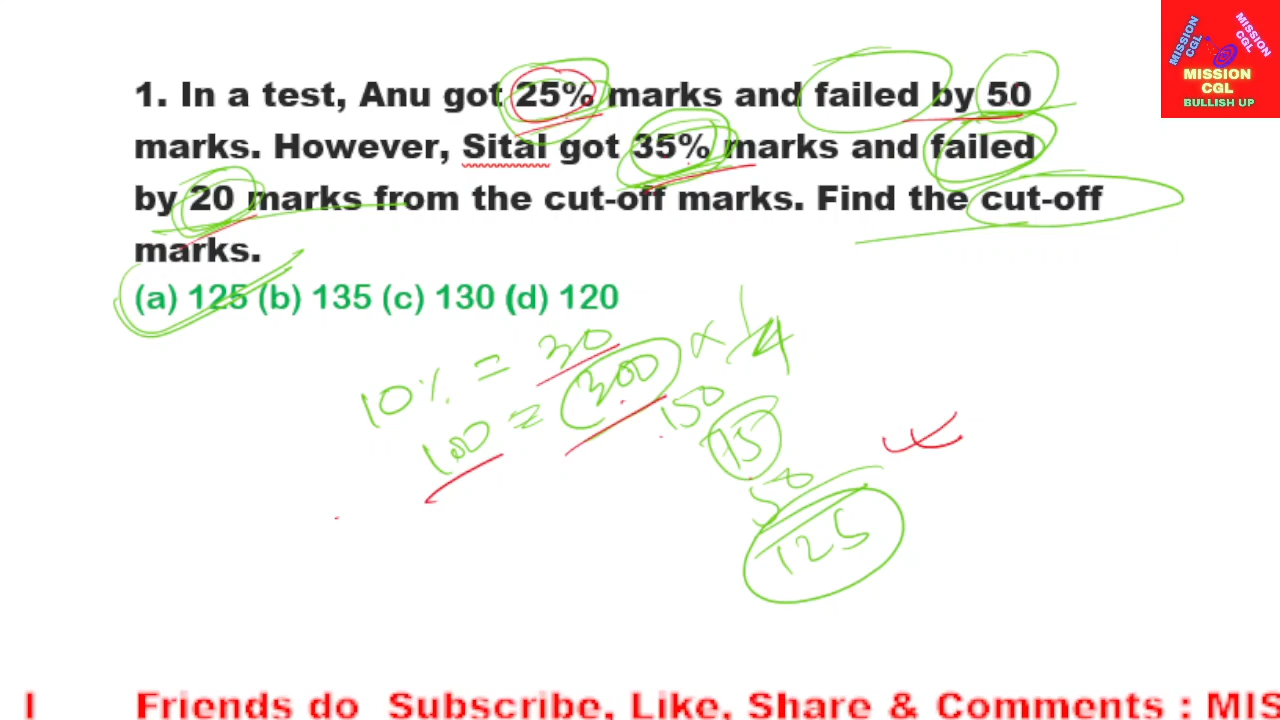 MISSION
CGL
MISSION
CGL
MISSION
CGL
BULLISH UP
1. In a test, Anu got 25% marks and failed by 50
marks. However, Sital got 35% marks and failed
by 20 marks from the cut-off marks. Find the cut-off
marks.
(a) 125 (b) 135 (c) 130 (d) 120
10% = 30
100 = 300 × 1/4
150
75
50
125
I Friends do Subscribe, Like, Share & Comments : MIS